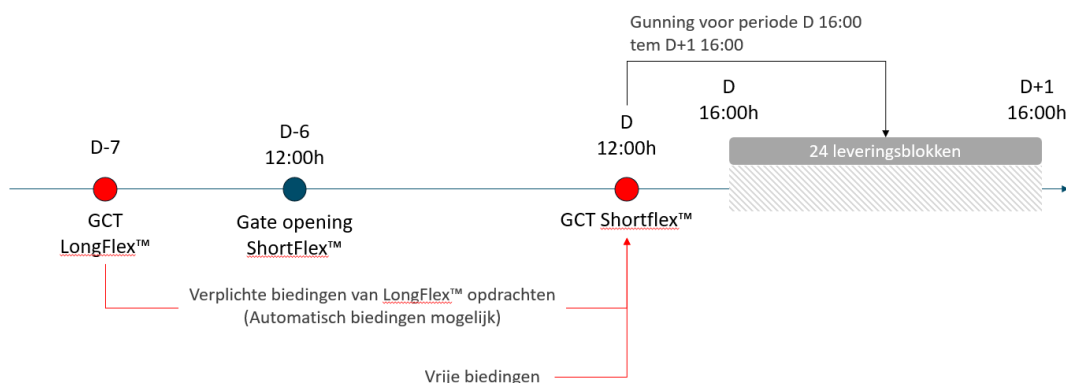 Gunning voor periode D 16:00
tem D+1 16:00
D
16:00h
D+1
16:00h
D-7
D-6
12:00h
D
12:00h
24 leveringsblokken
GCT
LongFlex™
Gate opening
ShortFlex™
GCT Shortflex™
Verplichte biedingen van LongFlex™ opdrachten
(Automatisch biedingen mogelijk)
Vrije biedingen